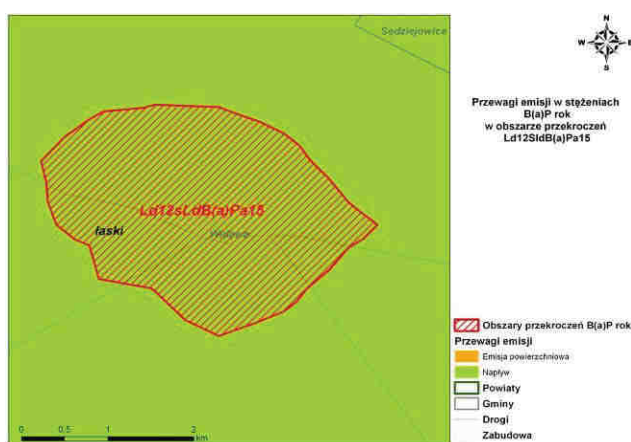 Sędziejowice
N
W E
S
Przewagi emisji w stężeniach
B(a)P rok
w obszarze przekroczeń
Ld12SldB(a)Pa15
Ld12sLdB(a)Pa15
łaski
Widawa
Obszary przekroczeń B(a)P rok
Przewagi emisji
Emisja powierzchniowa
Napływ
Powiaty
Gminy
Drogi
Zabudowa
0 0,5 1 2
km